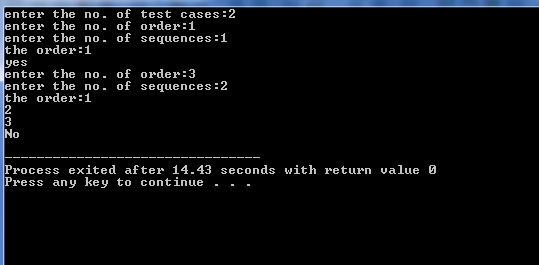 enter the no. of test cases:2
enter the no. of order:1
enter the no. of sequences:1
the order:1
yes
enter the no. of order:3
enter the no. of sequences:2
the order:1
2
3
No

--------------------------------
Process exited after 14.43 seconds with return value 0
Press any key to continue . . .